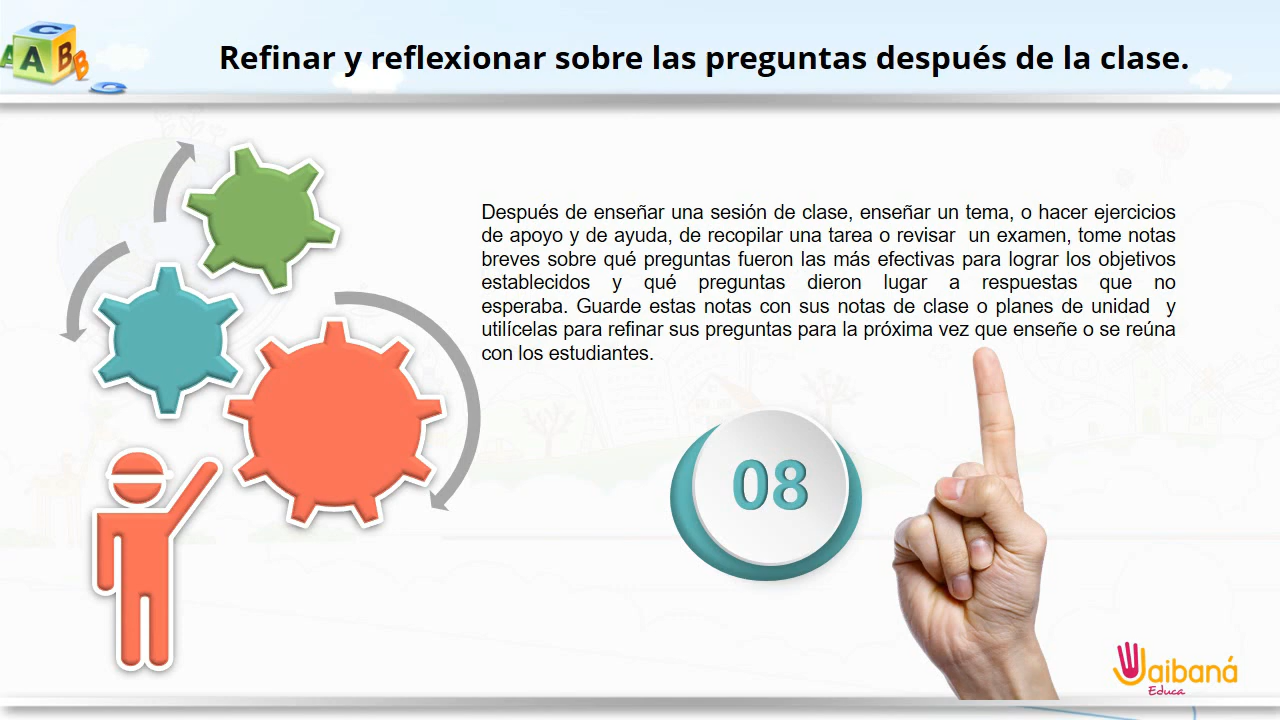 A
C
A
B
B
C
Refinar y reflexionar sobre las preguntas después de la clase.
Después de enseñar una sesión de clase, enseñar un tema, o hacer ejercicios
de apoyo y de ayuda, de recopilar una tarea o revisar un examen, tome notas
breves sobre qué preguntas fueron las más efectivas para lograr los objetivos
establecidos y qué preguntas dieron lugar a respuestas que no
esperaba. Guarde estas notas con sus notas de clase o planes de unidad y
utilícelas para refinar sus preguntas para la próxima vez que enseñe o se reúna
con los estudiantes.
08
Jaibaná
Educa